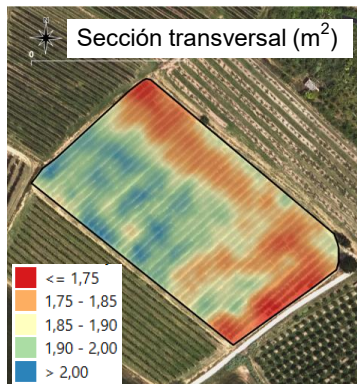 N
Sección transversal (m²)
0
<= 1,75
1,75 - 1,85
1,85 - 1,90
1,90 - 2,00
> 2,00